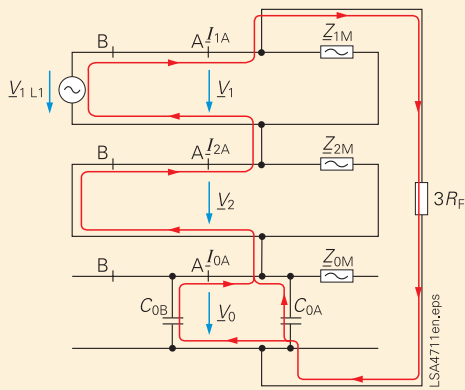 B
A
I1A
Z1M
V1 L1
V1
B
A
I2A
Z2M
V2
3RF
B
A
I0A
Z0M
C0B
V0
C0A
LSA4711en.eps